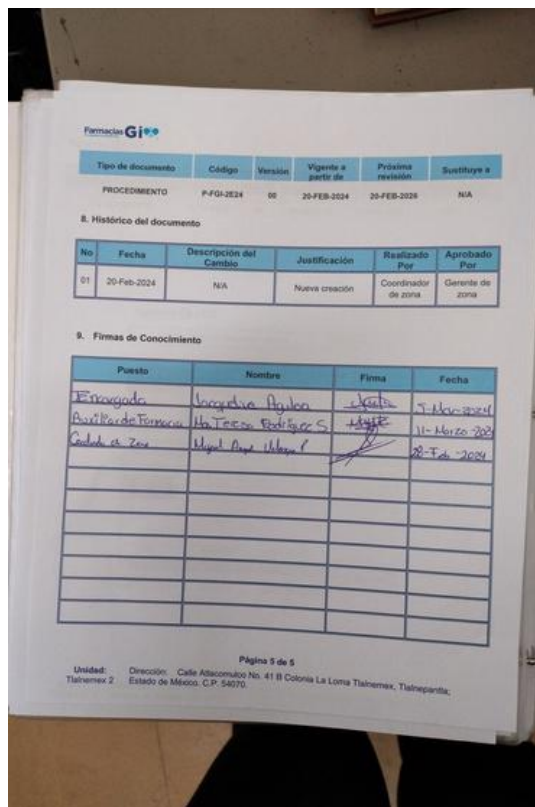 Farmacias Gi
Tipo de documento Código Versión Vigente a partir de Próxima revisión Sustituye a
PROCEDIMIENTO P-FGI-2E24 00 20-FEB-2024 20-FEB-2026 N/A
8. Histórico del documento
No Fecha Descripción del Cambio Justificación Realizado Por Aprobado Por
01 20-Feb-2024 N/A Nueva creación Coordinador de zona Gerente de zona
9. Firmas de Conocimiento
Puesto Nombre Firma Fecha
Encargada Jacqueline Aguilar 5-Mar-2024
Auxiliar de Farmacia Ma Teresa Rodríguez S 11-Marzo-2024
de Zona Miguel Angel 28-Feb-2024
Página 5 de 5
Unidad: Dirección: Calle Atlacomulco No. 41 B Colonia La Loma Tlalnemex, Tlalnepantla;
Tlalnemex 2 Estado de México. C.P. 54070.